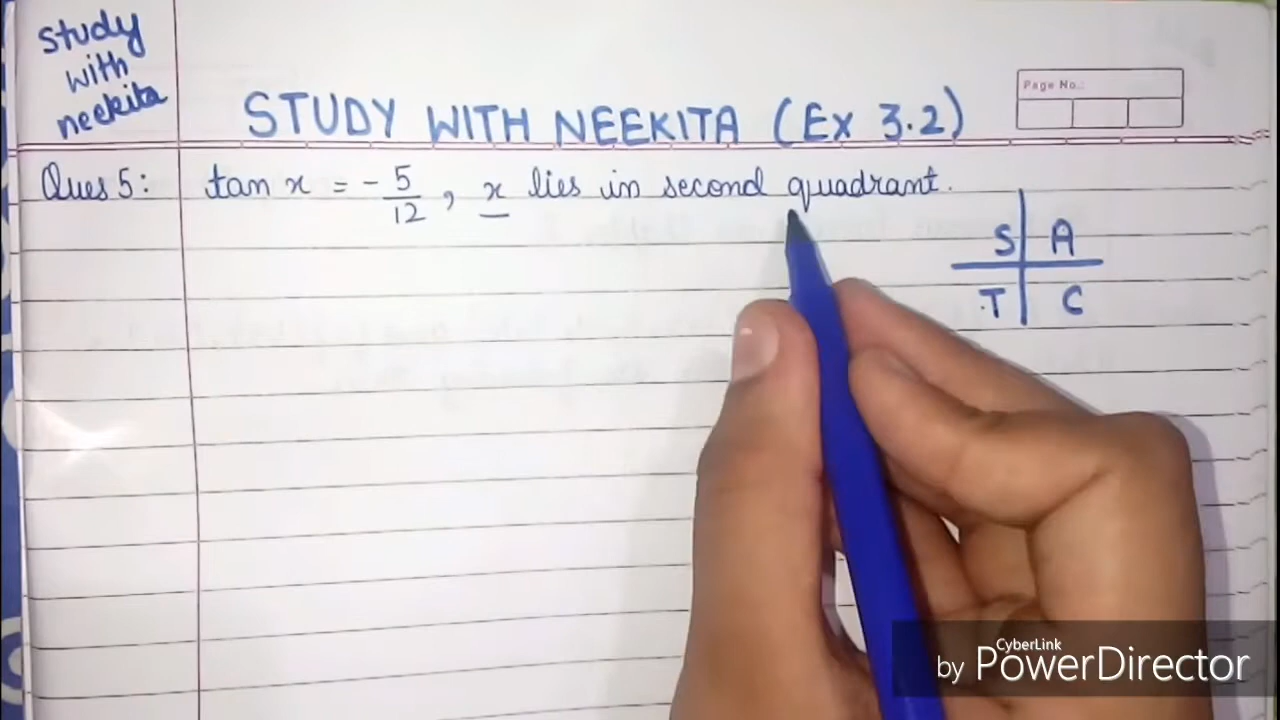 study
with
neekita
STUDY WITH NEEKITA (Ex 3.2)
Page No.:
Ques 5: tan x = - 5/12 , x lies in second quadrant.
S A
T C
CyberLink
by PowerDirector